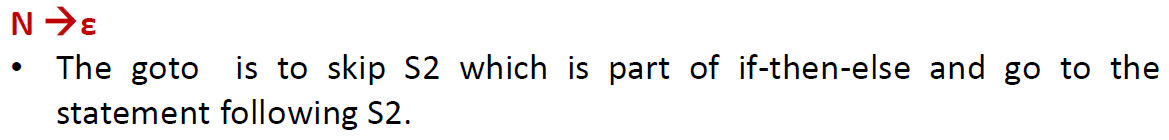 N →ε
• The goto is to skip S2 which is part of if-then-else and go to the
statement following S2.